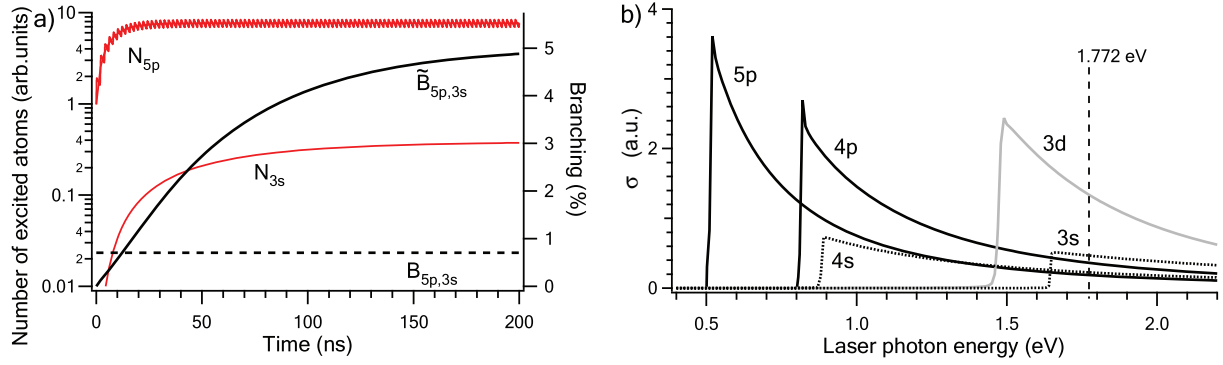 a)
Number of excited atoms (arb.units)
10
4
2
1
4
2
0.1
4
2
0.01
N5p
B̃5p,3s
N3s
B5p,3s
5
4
3
2
1
0
Branching (%)
0
50
100
150
200
Time (ns)
b)
σ (a.u.)
4
2
0
5p
4p
3d
4s
3s
1.772 eV
0.5
1.0
1.5
2.0
Laser photon energy (eV)